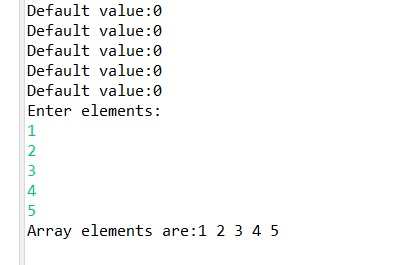 Default value:0
Default value:0
Default value:0
Default value:0
Default value:0
Enter elements:
1
2
3
4
5
Array elements are:1 2 3 4 5